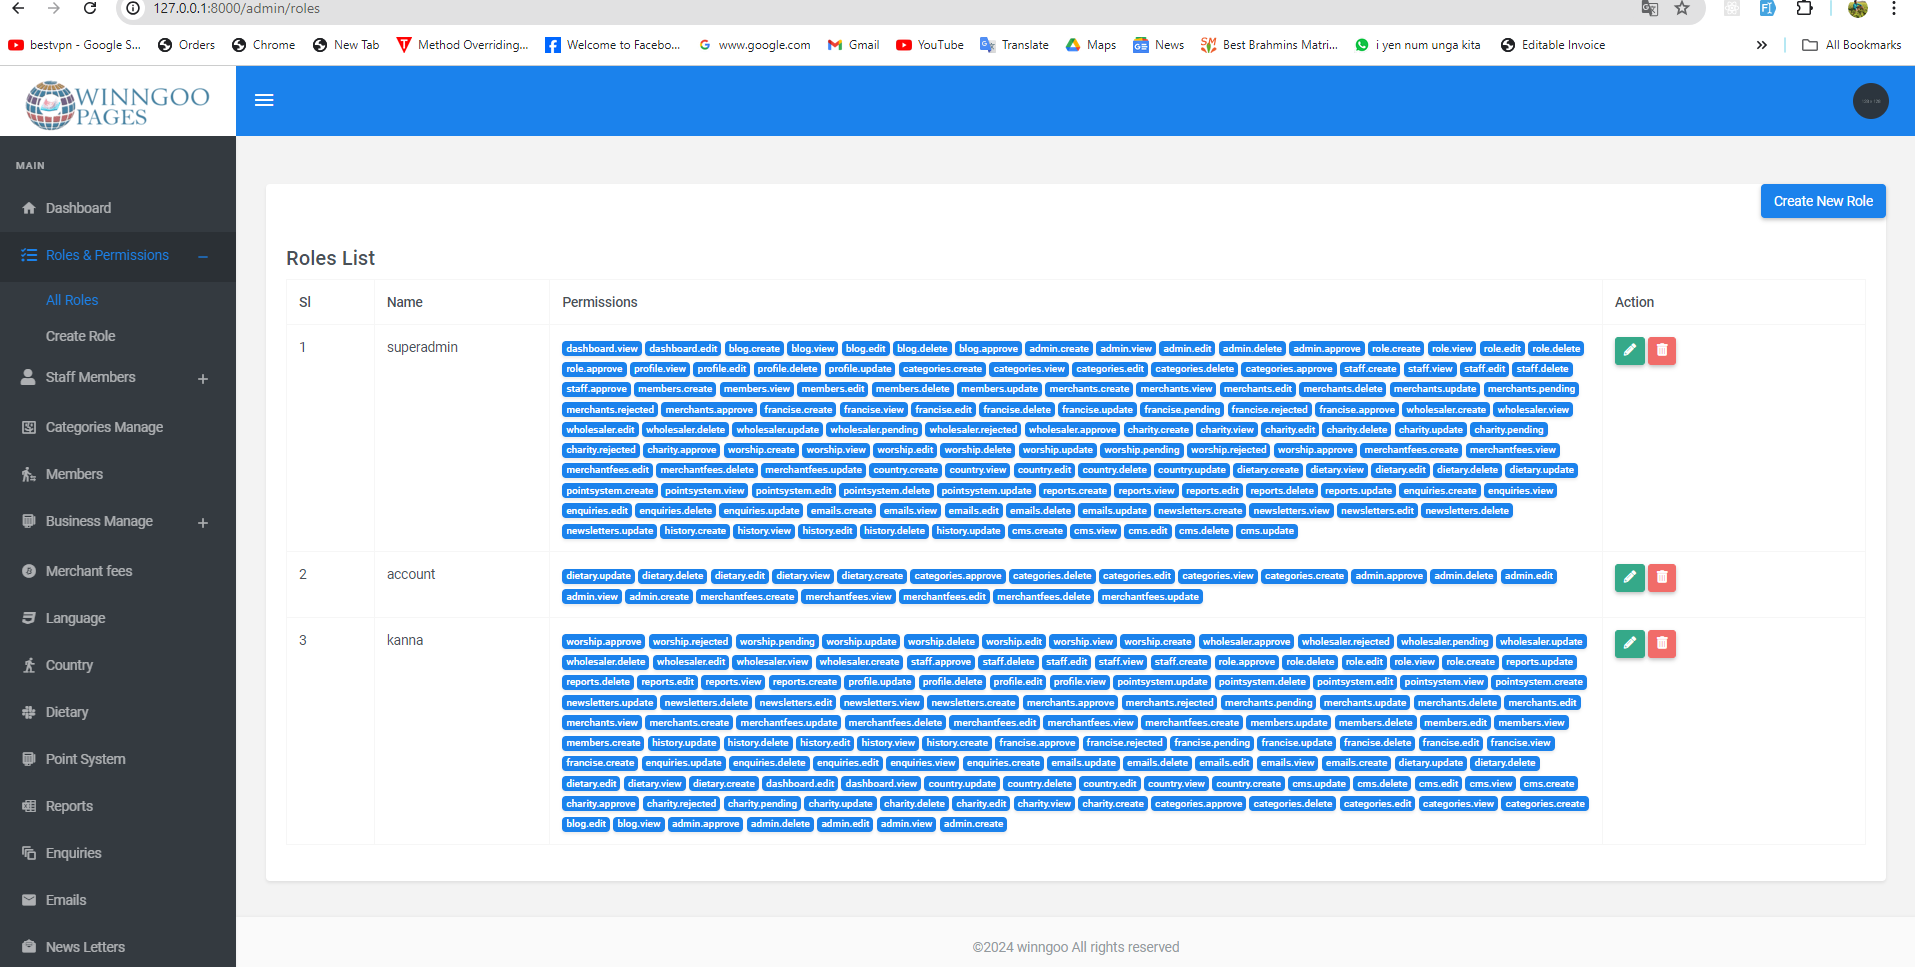 127.0.0.1:8000/admin/roles
bestvpn - Google S... Orders Chrome New Tab Method Overriding... Welcome to Facebo... www.google.com Gmail YouTube Translate Maps News Best Brahmins Matri... i yen num unga kita Editable Invoice All Bookmarks
WINNGOO
PAGES
MAIN
Dashboard
Roles & Permissions
All Roles
Create Role
Staff Members
Categories Manage
Members
Business Manage
Merchant fees
Language
Country
Dietary
Point System
Reports
Enquiries
Emails
News Letters
Create New Role
Roles List
Sl Name Permissions Action
1 superadmin
dashboard.view dashboard.edit blog.create blog.view blog.edit blog.delete blog.approve admin.create admin.view admin.edit admin.delete admin.approve role.create role.view role.edit role.delete
role.approve profile.view profile.edit profile.delete profile.update categories.create categories.view categories.edit categories.delete categories.approve staff.create staff.view staff.edit staff.delete
staff.approve members.create members.view members.edit members.delete members.update merchants.create merchants.view merchants.edit merchants.delete merchants.update merchants.pending
merchants.rejected merchants.approve francise.create francise.view francise.edit francise.delete francise.update francise.pending francise.rejected francise.approve wholesaler.create wholesaler.view
wholesaler.edit wholesaler.delete wholesaler.update wholesaler.pending wholesaler.rejected wholesaler.approve charity.create charity.view charity.edit charity.delete charity.update charity.pending
charity.rejected charity.approve worship.create worship.view worship.edit worship.delete worship.update worship.pending worship.rejected worship.approve merchantfees.create merchantfees.view
merchantfees.edit merchantfees.delete merchantfees.update country.create country.view country.edit country.delete country.update dietary.create dietary.view dietary.edit dietary.delete dietary.update
pointsystem.create pointsystem.view pointsystem.edit pointsystem.delete pointsystem.update reports.create reports.view reports.edit reports.delete reports.update enquiries.create enquiries.view
enquiries.edit enquiries.delete enquiries.update emails.create emails.view emails.edit emails.delete emails.update newsletters.create newsletters.view newsletters.edit newsletters.delete
newsletters.update history.create history.view history.edit history.delete history.update cms.create cms.view cms.edit cms.delete cms.update
2 account
dietary.update dietary.delete dietary.edit dietary.view dietary.create categories.approve categories.delete categories.edit categories.view categories.create admin.approve admin.delete admin.edit
admin.view admin.create merchantfees.create merchantfees.view merchantfees.edit merchantfees.delete merchantfees.update
3 kanna
worship.approve worship.rejected worship.pending worship.update worship.delete worship.edit worship.view worship.create wholesaler.approve wholesaler.rejected wholesaler.pending wholesaler.update
wholesaler.delete wholesaler.edit wholesaler.view wholesaler.create staff.approve staff.delete staff.edit staff.view staff.create role.approve role.delete role.edit role.view role.create reports.update
reports.delete reports.edit reports.view reports.create profile.update profile.delete profile.edit profile.view pointsystem.update pointsystem.delete pointsystem.edit pointsystem.view pointsystem.create
newsletters.update newsletters.delete newsletters.edit newsletters.view newsletters.create merchants.approve merchants.rejected merchants.pending merchants.update merchants.delete merchants.edit
merchants.view merchants.create merchantfees.update merchantfees.delete merchantfees.edit merchantfees.view merchantfees.create members.update members.delete members.edit members.view
members.create history.update history.delete history.edit history.view history.create francise.approve francise.rejected francise.pending francise.update francise.delete francise.edit francise.view
francise.create enquiries.update enquiries.delete enquiries.edit enquiries.view enquiries.create emails.update emails.delete emails.edit emails.view emails.create dietary.update dietary.delete
dietary.edit dietary.view dietary.create dashboard.edit dashboard.view country.update country.delete country.edit country.view country.create cms.update cms.delete cms.edit cms.view cms.create
charity.approve charity.rejected charity.pending charity.update charity.delete charity.edit charity.view charity.create categories.approve categories.delete categories.edit categories.view categories.create
blog.edit blog.view admin.approve admin.delete admin.edit admin.view admin.create
©2024 winngoo All rights reserved